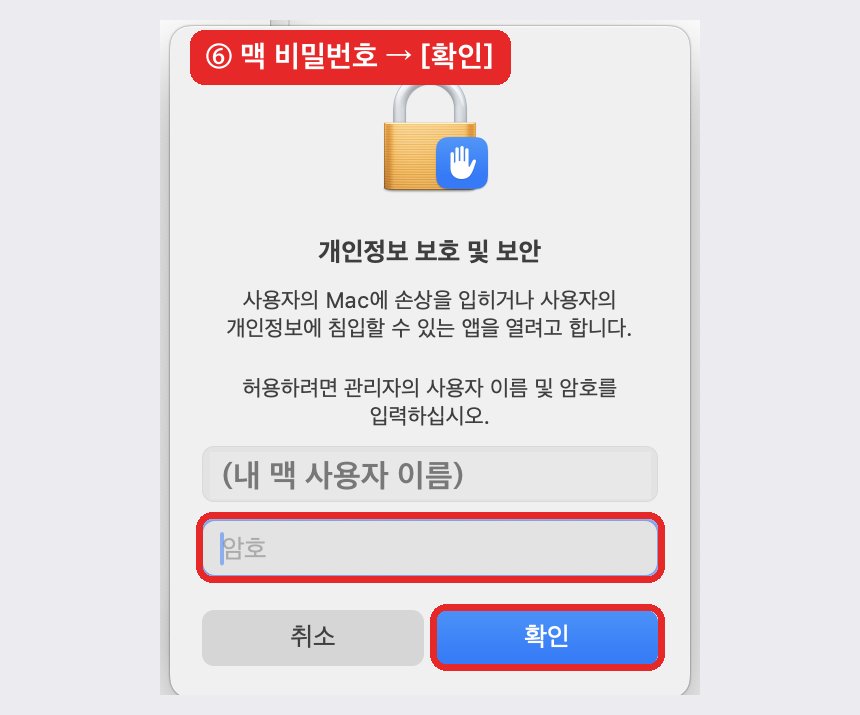 ⑥ 맥 비밀번호 → [확인]
개인정보 보호 및 보안
사용자의 Mac에 손상을 입히거나 사용자의
개인정보에 침입할 수 있는 앱을 열려고 합니다.
허용하려면 관리자의 사용자 이름 및 암호를
입력하십시오.
(내 맥 사용자 이름)
암호
취소
확인